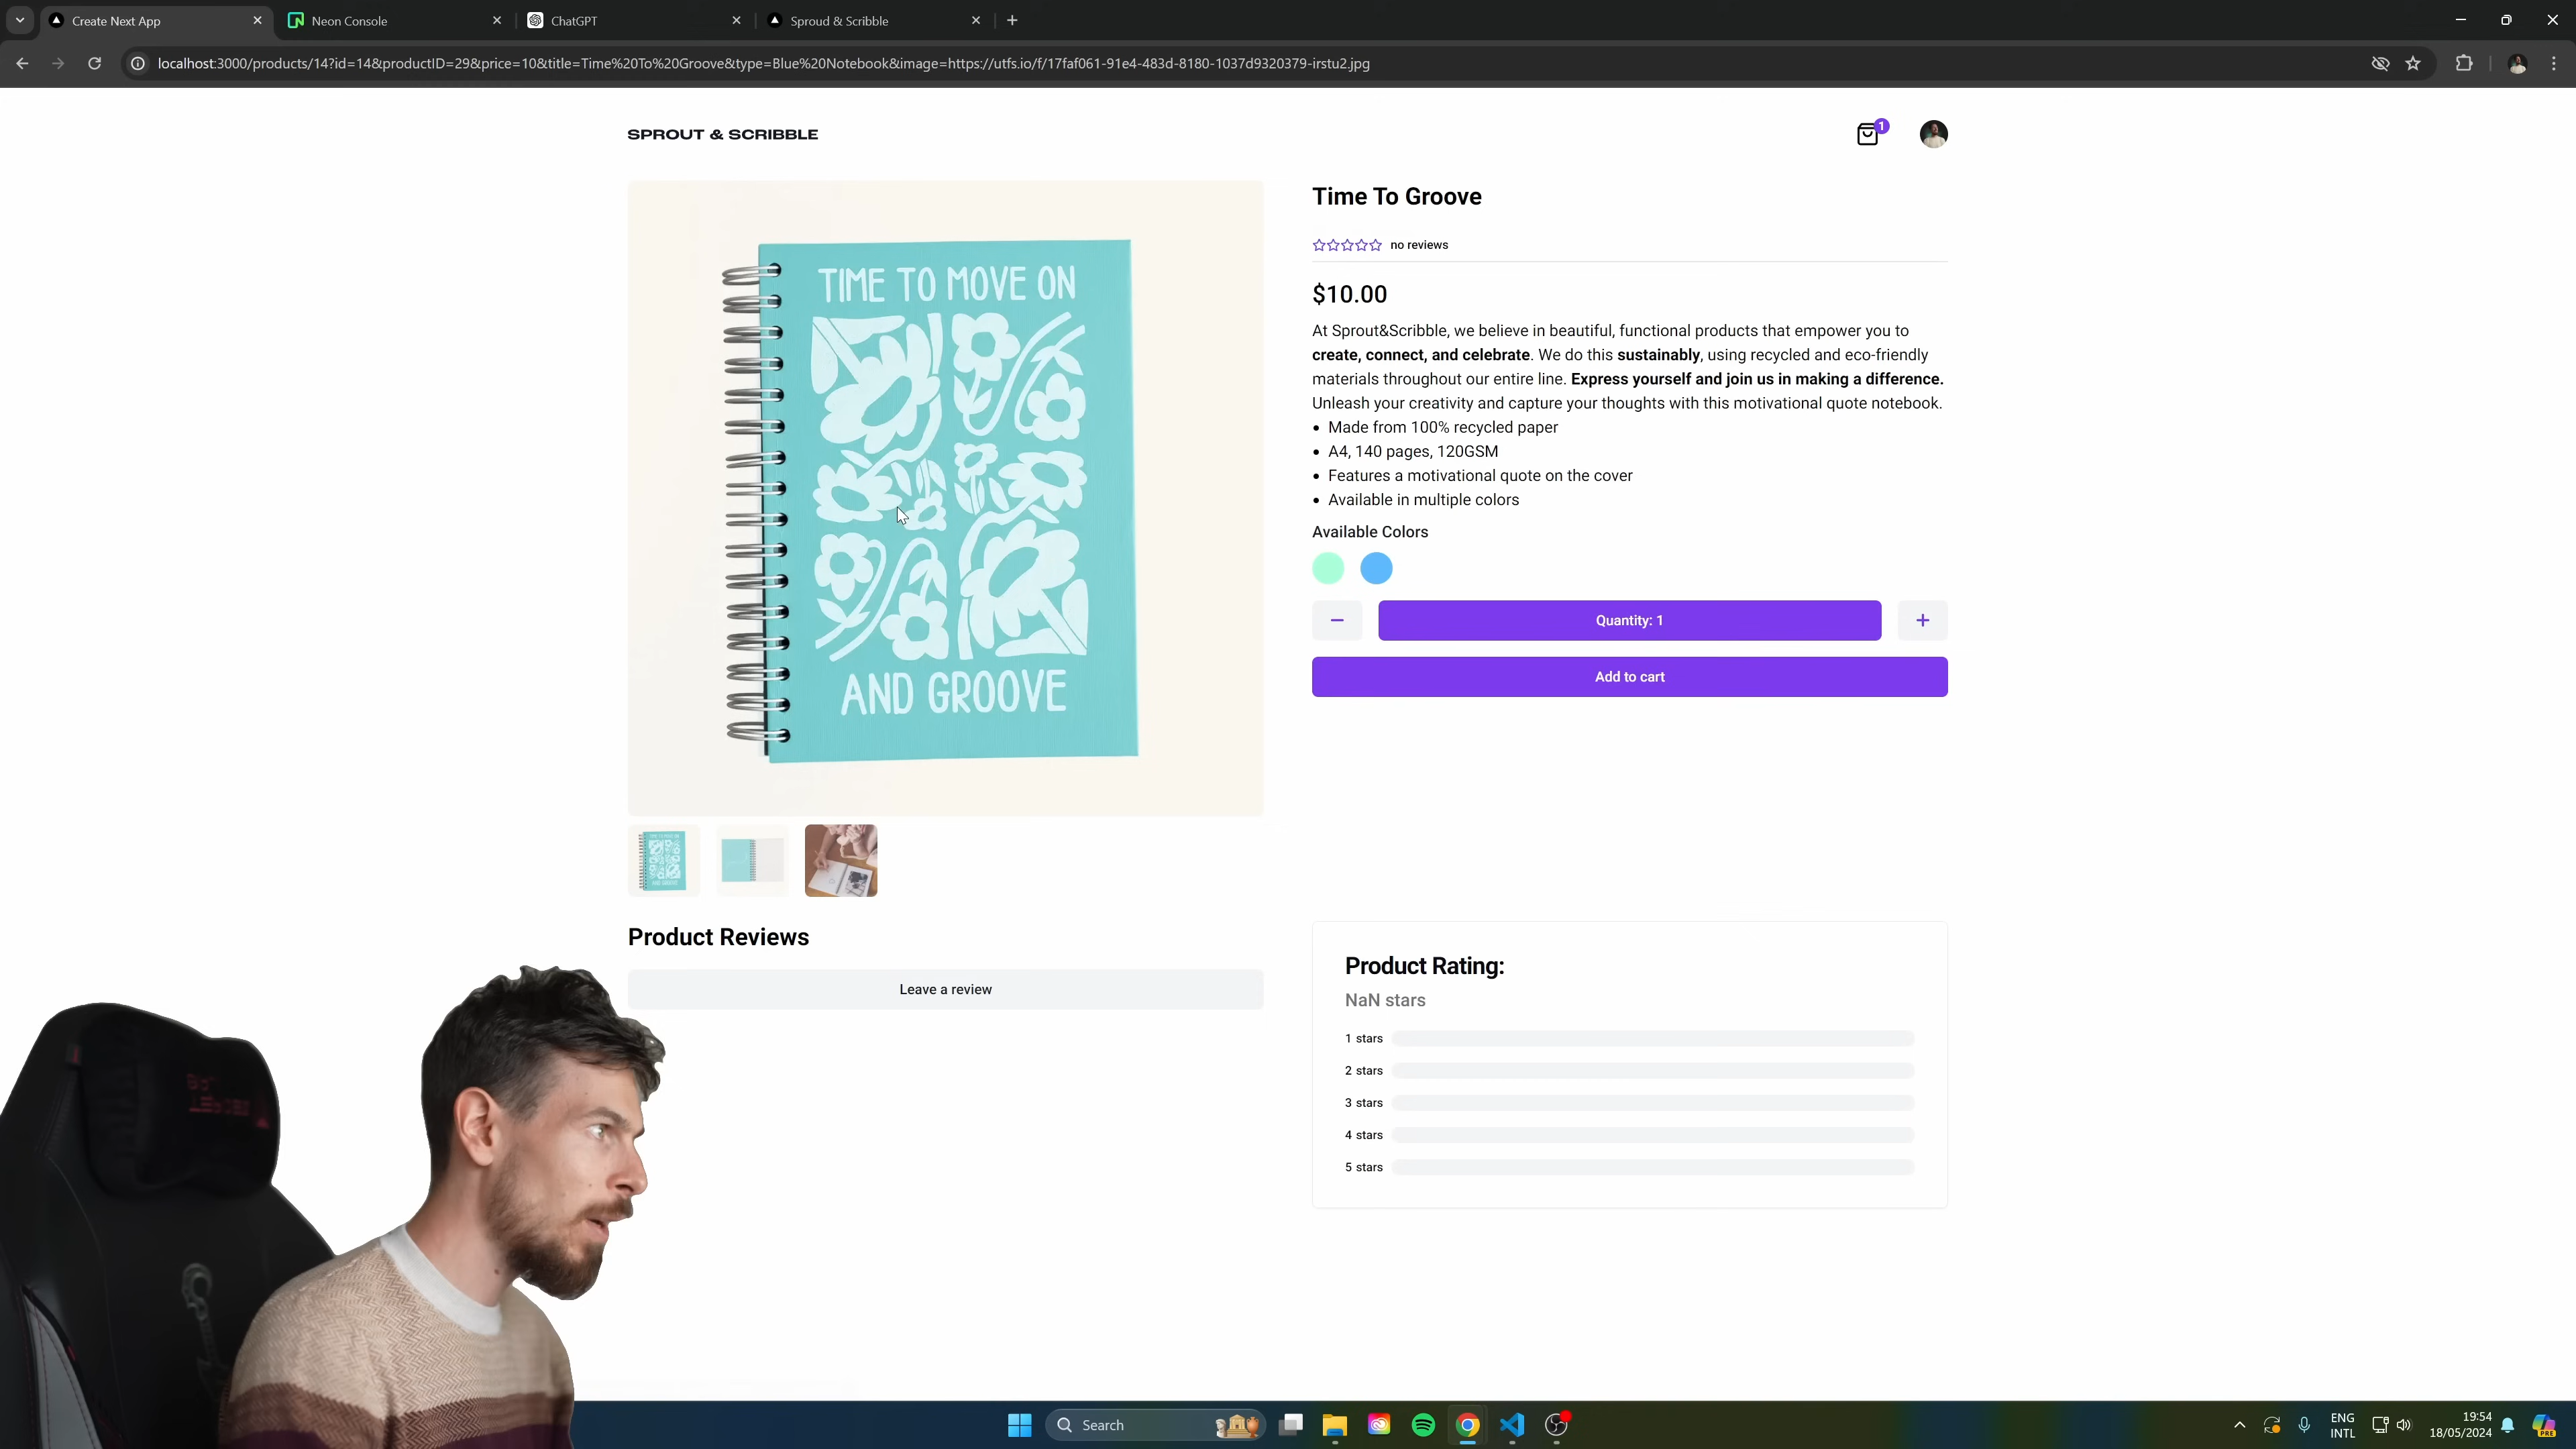 Create Next App
Neon Console
ChatGPT
Sproud & Scribble
localhost:3000/products/14?id=14&productID=29&price=10&title=Time%20To%20Groove&type=Blue%20Notebook&image=https://utfs.io/f/17faf061-91e4-483d-8180-1037d9320379-irstu2.jpg
SPROUT & SCRIBBLE
1
TIME TO MOVE ON
AND GROOVE
Time To Groove
no reviews
$10.00
At Sprout&Scribble, we believe in beautiful, functional products that empower you to
create, connect, and celebrate. We do this sustainably, using recycled and eco-friendly
materials throughout our entire line. Express yourself and join us in making a difference.
Unleash your creativity and capture your thoughts with this motivational quote notebook.
• Made from 100% recycled paper
• A4, 140 pages, 120GSM
• Features a motivational quote on the cover
• Available in multiple colors
Available Colors
Quantity: 1
Add to cart
TIME TO MOVE ON
AND GROOVE
Product Reviews
Leave a review
Product Rating:
NaN stars
1 stars
2 stars
3 stars
4 stars
5 stars
Search
ENG
INTL
19:54
18/05/2024
PRE